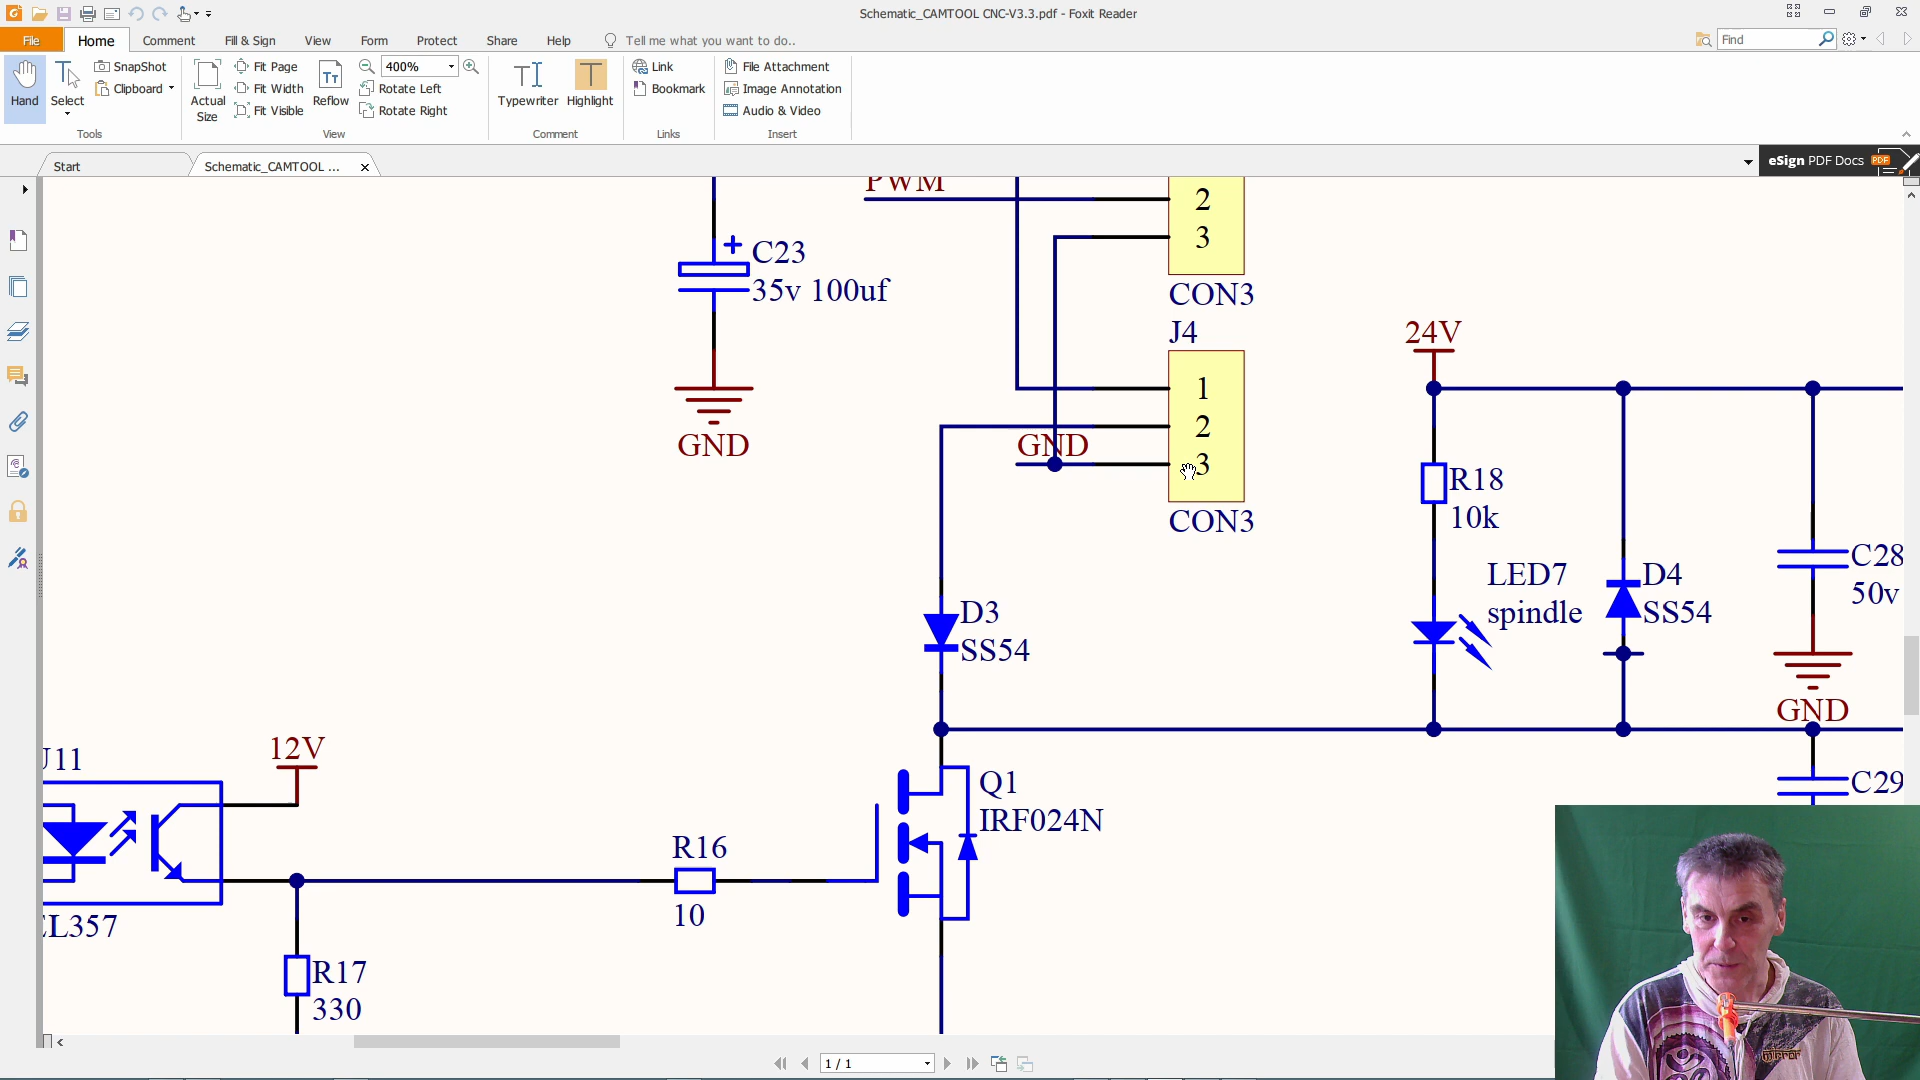 Schematic_CAMTOOL CNC-V3.3.pdf - Foxit Reader
File Home Comment Fill & Sign View Form Protect Share Help Tell me what you want to do..
Find
Hand
Select
SnapShot
Clipboard
Tools
Actual Size
Fit Page
Fit Width
Fit Visible
Reflow
400%
Rotate Left
Rotate Right
View
Typewriter
Highlight
Comment
Link
Bookmark
Links
File Attachment
Image Annotation
Audio & Video
Insert
Start
Schematic_CAMTOOL ...
eSign PDF Docs
PDF
PWM
2
3
CON3
C23
35v 100uf
GND
J4
1
2
3
GND
CON3
24V
R18
10k
LED7
spindle
D4
SS54
C28
50v
GND
D3
SS54
C29
12V
EL357
Q1
IRF024N
R16
10
R17
330
1 / 1